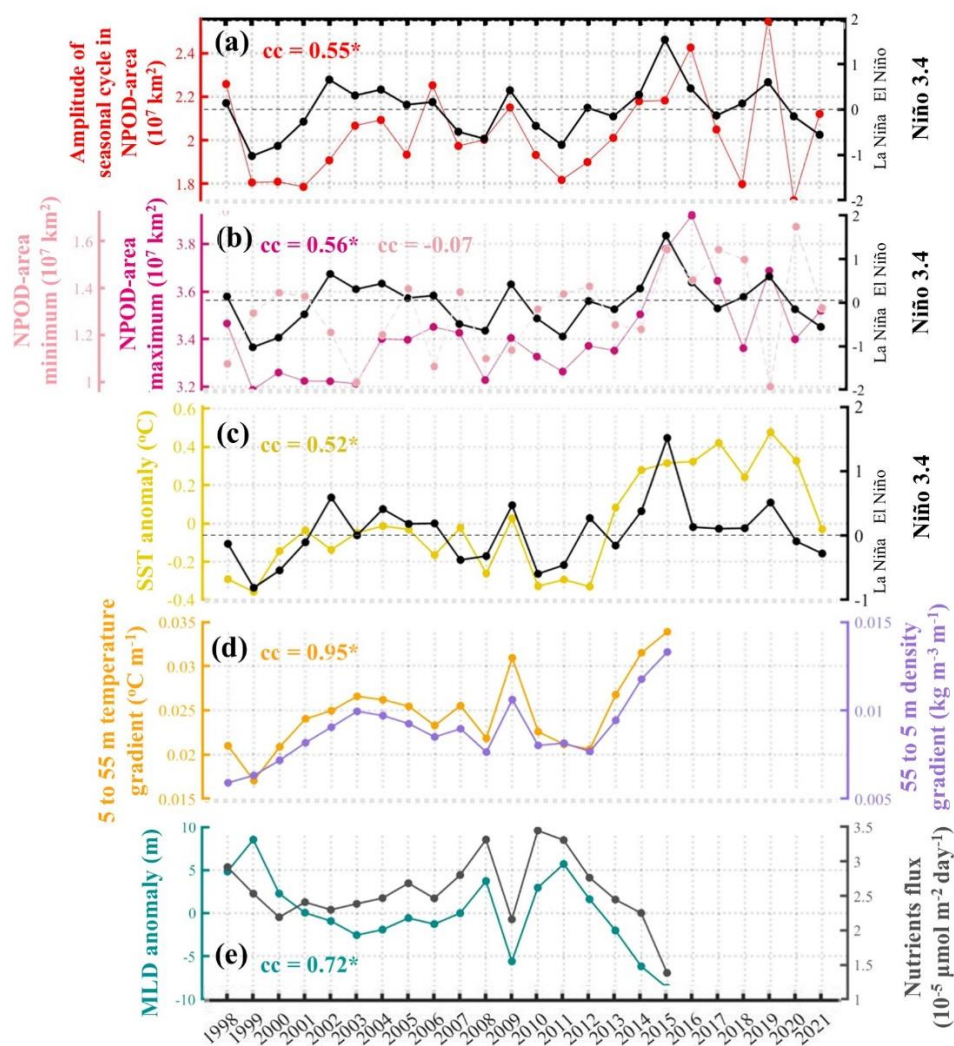 (a)
cc = 0.55*
Amplitude of
seasonal cycle in
NPOD-area
(10⁷ km²)
2.4
2.2
2
1.8
2
1
0
-1
-2
La Niña El Niño
Niño 3.4
(b)
cc = 0.56*
cc = -0.07
NPOD-area
minimum (10⁷ km²)
1.6
1.4
1.2
1
NPOD-area
maximum (10⁷ km²)
3.8
3.6
3.4
3.2
2
1
0
-1
-2
La Niña El Niño
Niño 3.4
(c)
cc = 0.52*
SST anomaly (°C)
0.6
0.4
0.2
0
-0.2
-0.4
2
1
0
-1
La Niña El Niño
Niño 3.4
(d)
cc = 0.95*
5 to 55 m temperature
gradient (°C m⁻¹)
0.035
0.03
0.025
0.02
0.015
0.015
0.01
0.005
55 to 5 m density
gradient (kg m⁻³ m⁻¹)
(e)
cc = 0.72*
MLD anomaly (m)
10
5
0
-5
-10
3.5
3
2.5
2
1.5
1
Nutrients flux
(10⁻⁵ µmol m⁻² day⁻¹)
1998 1999 2000 2001 2002 2003 2004 2005 2006 2007 2008 2009 2010 2011 2012 2013 2014 2015 2016 2017 2018 2019 2020 2021